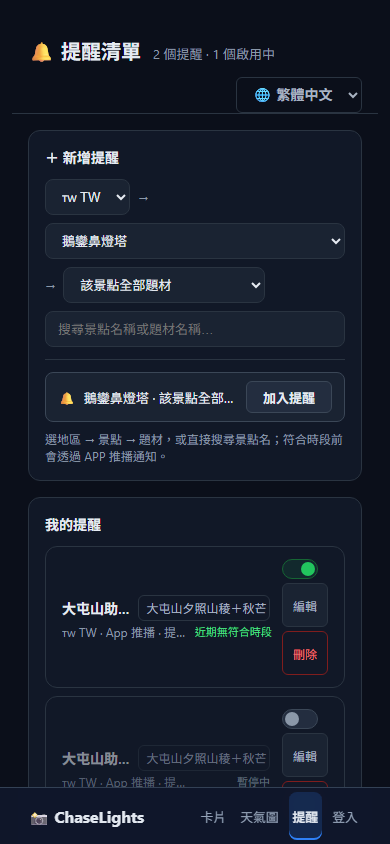 🔔 提醒清單 2 個提醒 · 1 個啟用中
🌐 繁體中文
＋ 新增提醒
TW TW →
鵝鑾鼻燈塔
→ 該景點全部題材
搜尋景點名稱或題材名稱…
🔔 鵝鑾鼻燈塔 · 該景點全部... 加入提醒
選地區 → 景點 → 題材，或直接搜尋景點名；符合時段前
會透過 APP 推播通知。
我的提醒
大屯山助... 大屯山夕照山稜＋秋芒
TW TW · App 推播 · 提... 近期無符合時段
編輯
刪除
大屯山助... 大屯山夕照山稜＋秋芒
TW TW · App 推播 · 提... 暫停中
編輯
📸 ChaseLights 卡片 天氣圖 提醒 登入